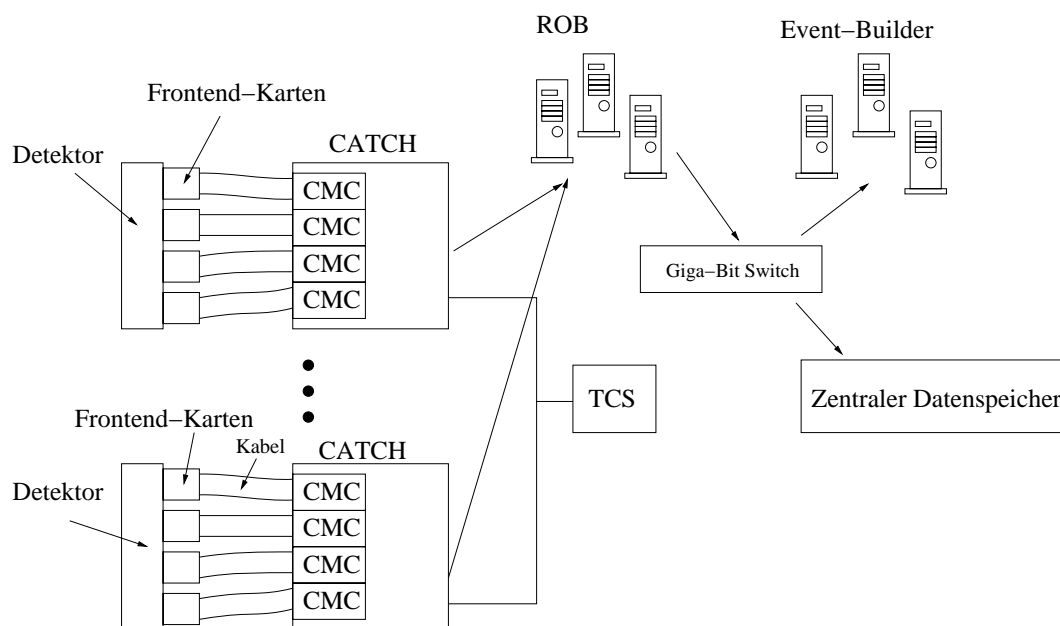 ROB
Event−Builder
Frontend−Karten
CATCH
Detektor
CMC
CMC
CMC
CMC
Giga−Bit Switch
TCS
Zentraler Datenspeicher
Frontend−Karten
Kabel
CATCH
Detektor
CMC
CMC
CMC
CMC